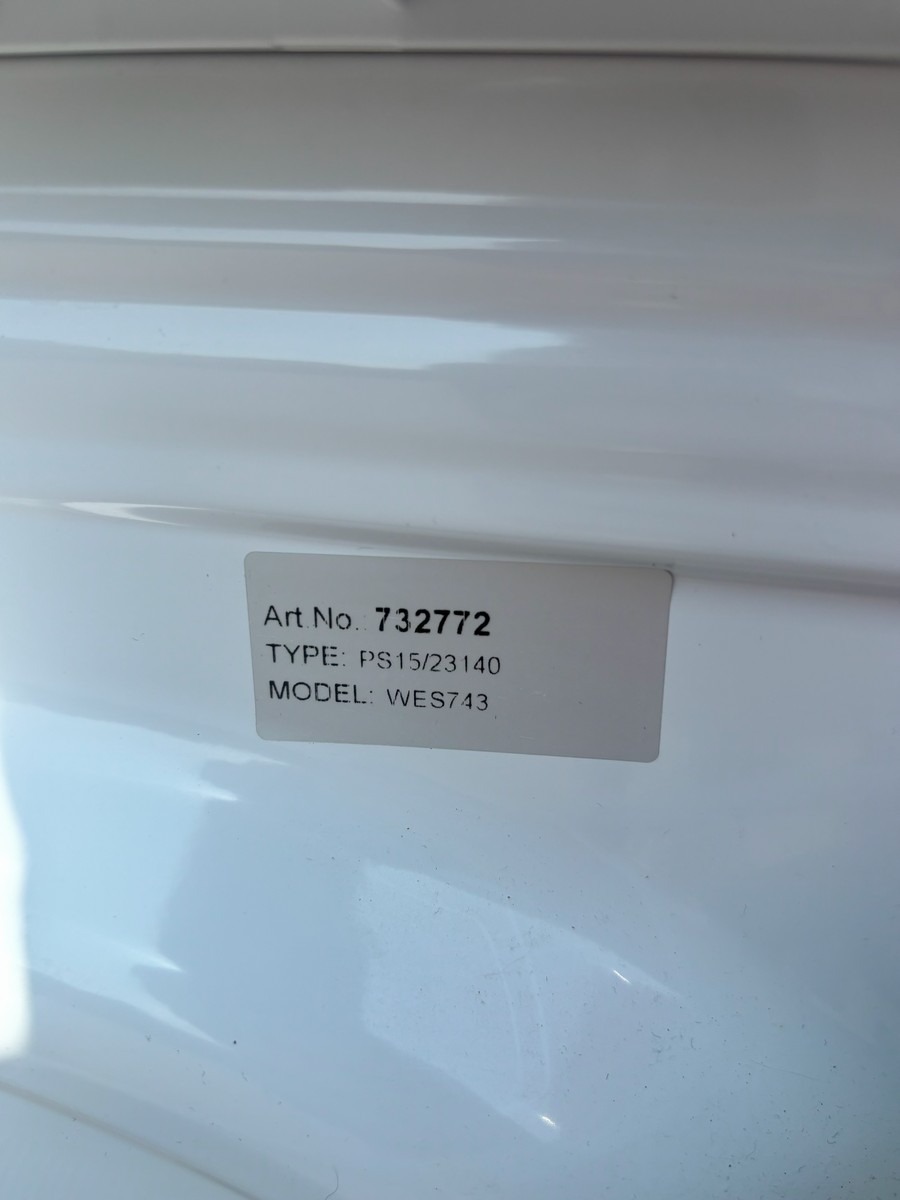 Art.No.: 732772
TYPE: PS15/23140
MODEL: WES743